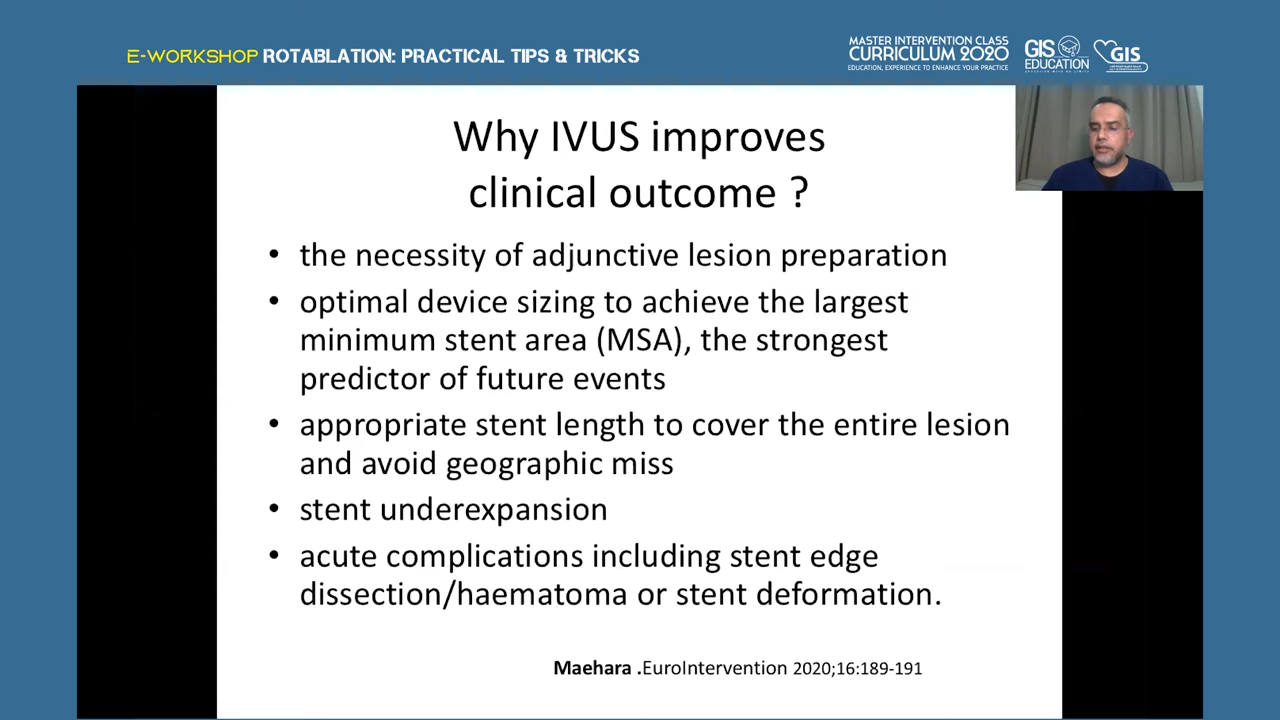 E-WORKSHOP ROTABLATION: PRACTICAL TIPS & TRICKS
MASTER INTERVENTION CLASS
CURRICULUM 2020
EDUCATION, EXPERIENCE TO ENHANCE YOUR PRACTICE
GIS
EDUCATION
GIS
Why IVUS improves
clinical outcome ?
• the necessity of adjunctive lesion preparation
• optimal device sizing to achieve the largest
minimum stent area (MSA), the strongest
predictor of future events
• appropriate stent length to cover the entire lesion
and avoid geographic miss
• stent underexpansion
• acute complications including stent edge
dissection/haematoma or stent deformation.
Maehara .EuroIntervention 2020;16:189-191